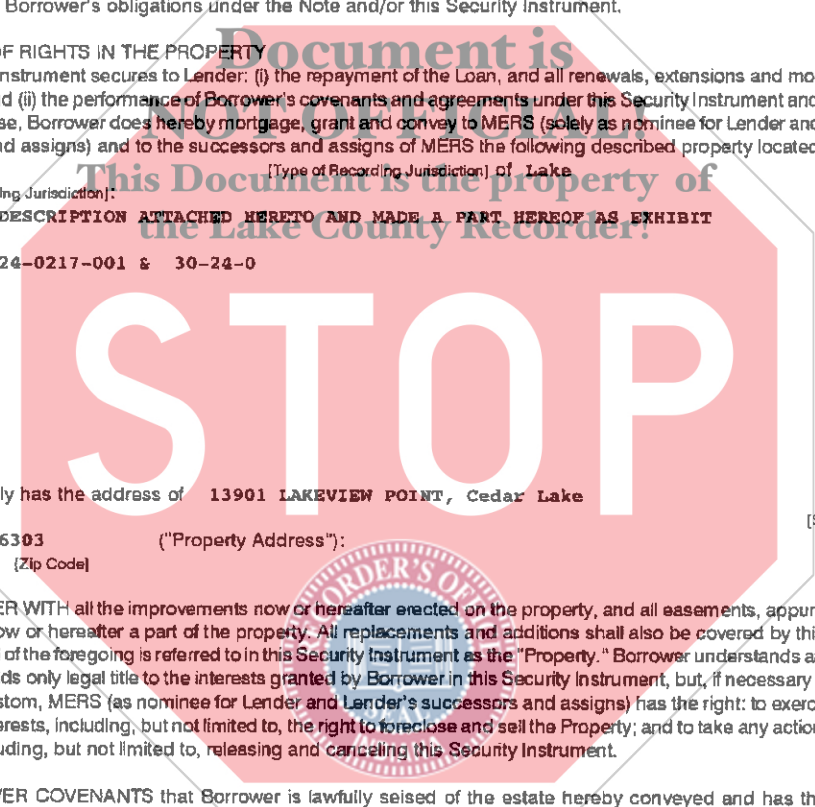 Borrower's obligations under the Note and/or this Security Instrument.
OF RIGHTS IN THE PROPERTY
nstrument secures to Lender: (i) the repayment of the Loan, and all renewals, extensions and mo
d (ii) the performance of Borrower's covenants and agreements under this Security Instrument and
se, Borrower does hereby mortgage, grant and convey to MERS (solely as nominee for Lender and
nd assigns) and to the successors and assigns of MERS the following described property located
[Type of Recording Jurisdiction] of Lake
ing Jurisdiction]:
DESCRIPTION ATTACHED HERETO AND MADE A PART HEREOF AS EXHIBIT
24-0217-001 & 30-24-0
Document is
NOT OFFICIAL!
This Document is the property of
the Lake County Recorder!
STOP
ly has the address of 13901 LAKEVIEW POINT, Cedar Lake
[S
6303 ("Property Address"):
[Zip Code]
RECORDER'S OF
ER WITH all the improvements now or hereafter erected on the property, and all easements, appur
ow or hereafter a part of the property. All replacements and additions shall also be covered by thi
of the foregoing is referred to in this Security Instrument as the "Property." Borrower understands a
ds only legal title to the interests granted by Borrower in this Security Instrument, but, if necessary
stom, MERS (as nominee for Lender and Lender's successors and assigns) has the right: to exerc
erests, including, but not limited to, the right to foreclose and sell the Property; and to take any action
uding, but not limited to, releasing and canceling this Security Instrument.
VER COVENANTS that Borrower is lawfully seised of the estate hereby conveyed and has th